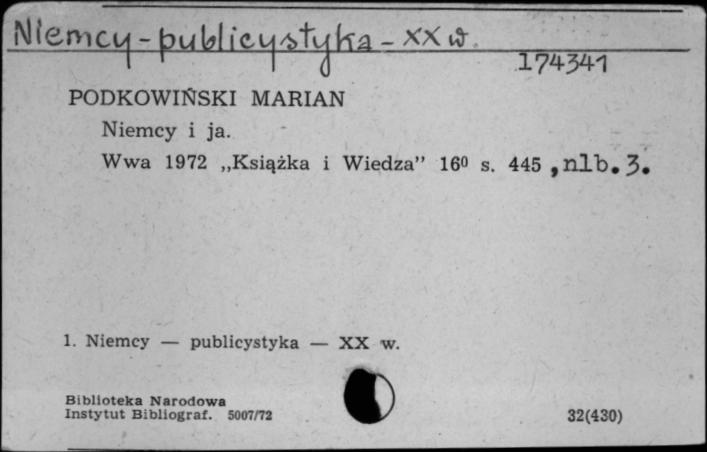 Niemcy - publicystyka - XX w.
174341
PODKOWIŃSKI MARIAN
Niemcy i ja.
Wwa 1972 „Książka i Wiedza” 16⁰ s. 445 , nlb. 3.
1. Niemcy — publicystyka — XX w.
Biblioteka Narodowa
Instytut Bibliograf. 5007/72
32(430)